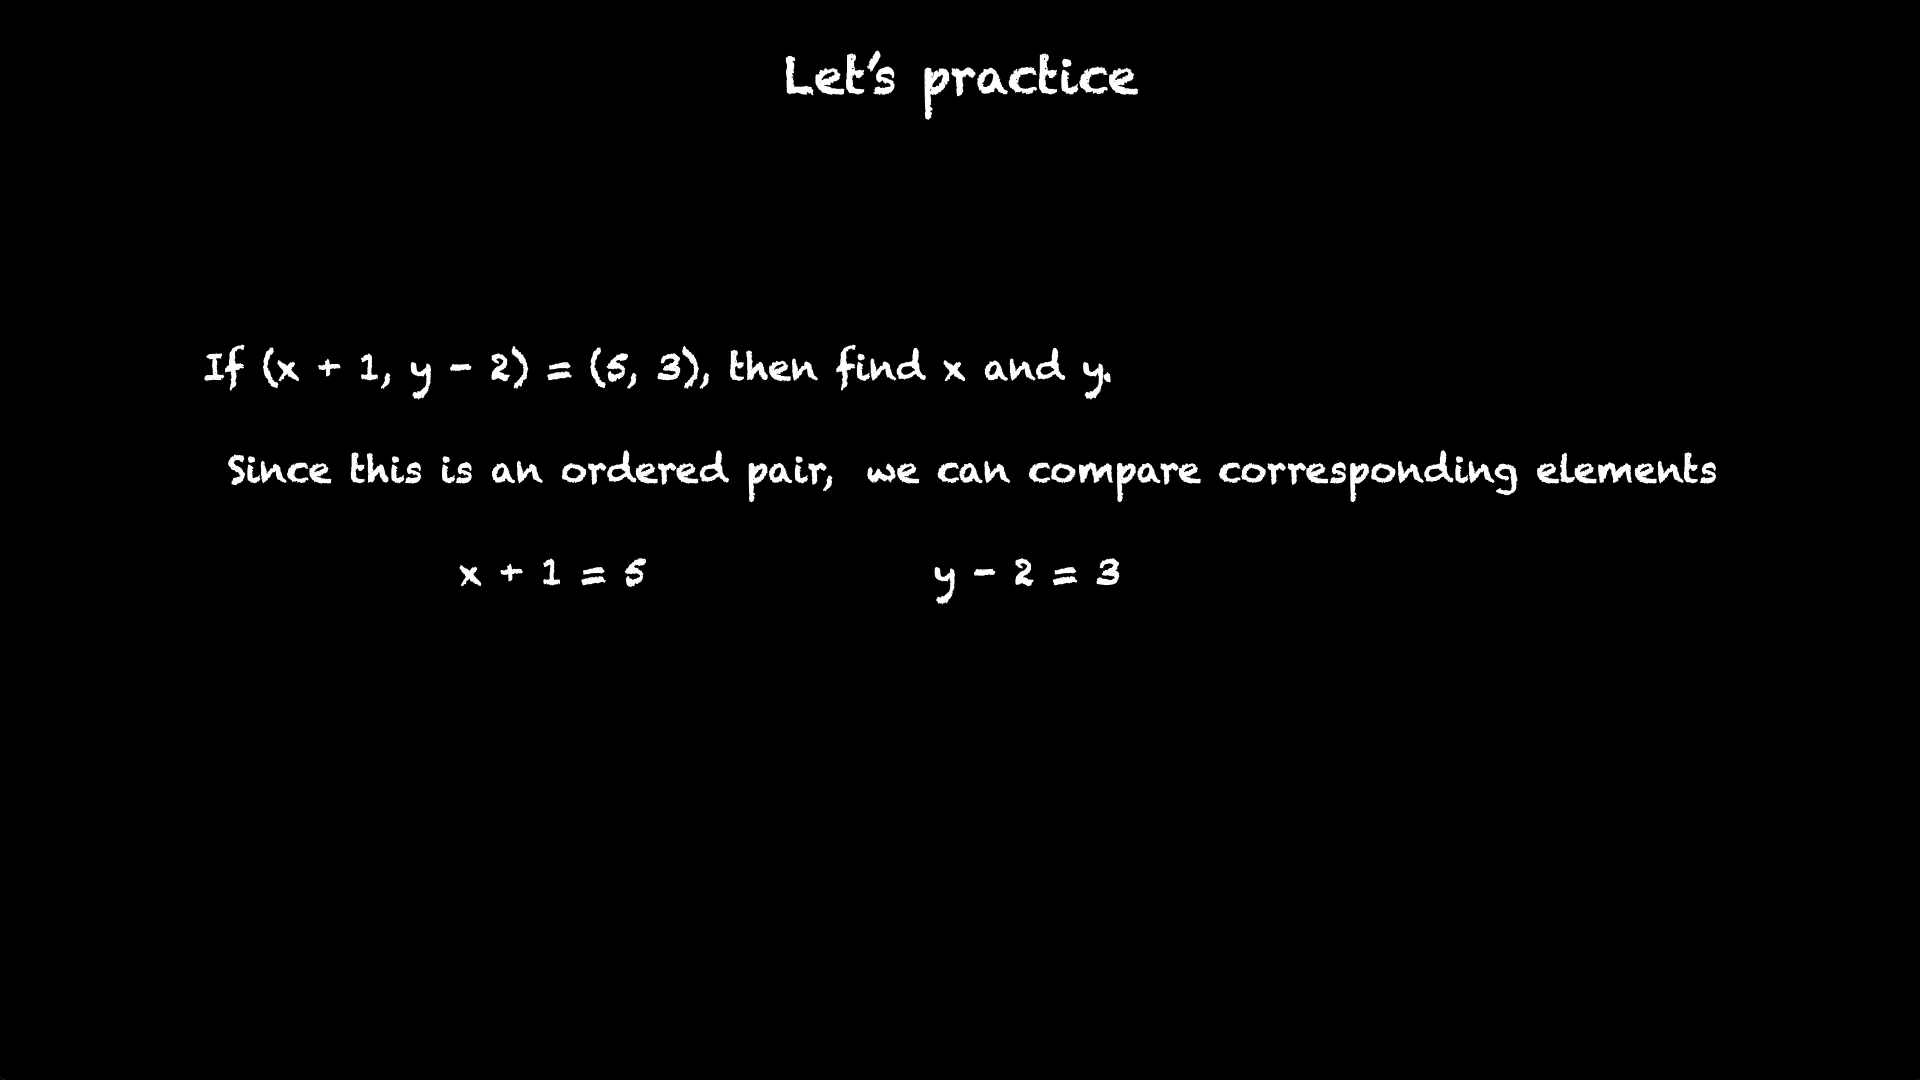 Let's practice
If (x + 1, y - 2) = (5, 3), then find x and y.
Since this is an ordered pair, we can compare corresponding elements
x + 1 = 5 y - 2 = 3